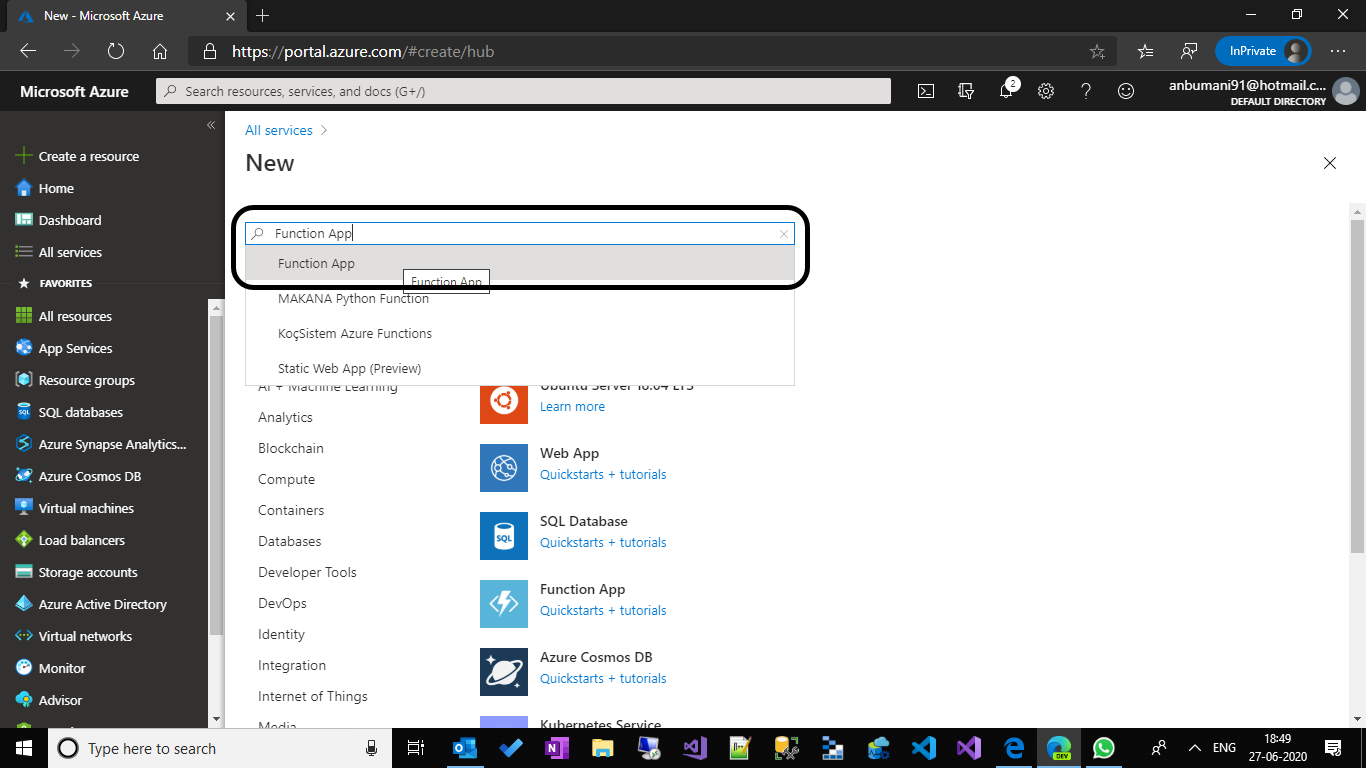 New - Microsoft Azure
https://portal.azure.com/#create/hub
InPrivate
Microsoft Azure
Search resources, services, and docs (G+/)
2
anbumani91@hotmail.c...
DEFAULT DIRECTORY
Create a resource
Home
Dashboard
All services
FAVORITES
All resources
App Services
Resource groups
SQL databases
Azure Synapse Analytics...
Azure Cosmos DB
Virtual machines
Load balancers
Storage accounts
Azure Active Directory
Virtual networks
Monitor
Advisor
All services
New
Function App
Function App
Function App
MAKANA Python Function
KoçSistem Azure Functions
Static Web App (Preview)
AI + Machine Learning
Analytics
Blockchain
Compute
Containers
Databases
Developer Tools
DevOps
Identity
Integration
Internet of Things
Media
Ubuntu Server 18.04 LTS
Learn more
Web App
Quickstarts + tutorials
SQL
SQL Database
Quickstarts + tutorials
Function App
Quickstarts + tutorials
Azure Cosmos DB
Quickstarts + tutorials
Kubernetes Service
Type here to search
DEV
ENG
18:49
27-06-2020